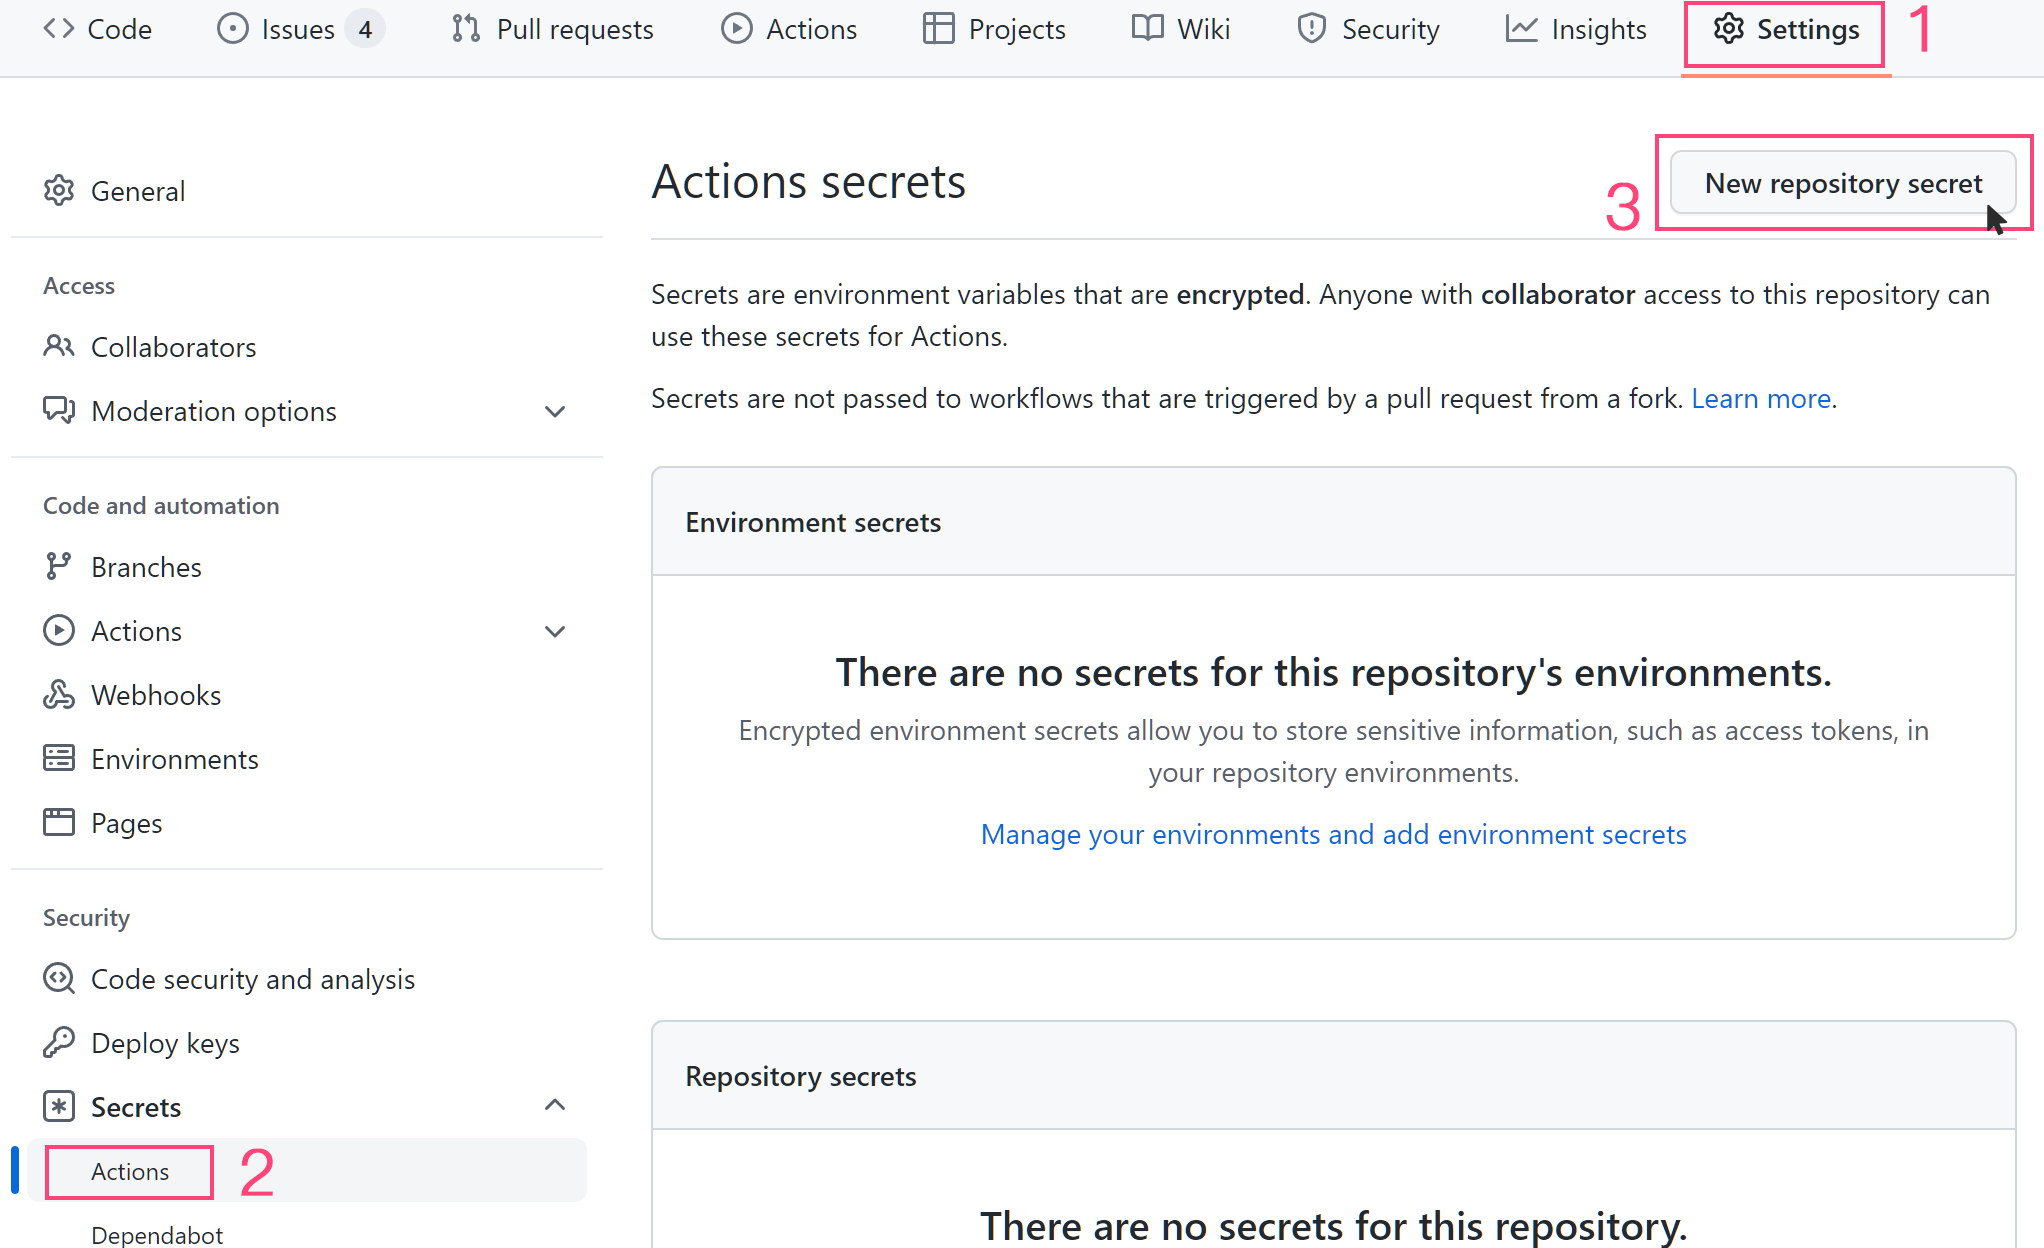 Code Issues 4 Pull requests Actions Projects Wiki Security Insights Settings 1
General
Access
Collaborators
Moderation options
Code and automation
Branches
Actions
Webhooks
Environments
Pages
Security
Code security and analysis
Deploy keys
Secrets
Actions 2
Dependabot
Actions secrets
3 New repository secret
Secrets are environment variables that are encrypted. Anyone with collaborator access to this repository can
use these secrets for Actions.
Secrets are not passed to workflows that are triggered by a pull request from a fork. Learn more.
Environment secrets
There are no secrets for this repository's environments.
Encrypted environment secrets allow you to store sensitive information, such as access tokens, in
your repository environments.
Manage your environments and add environment secrets
Repository secrets
There are no secrets for this repository.